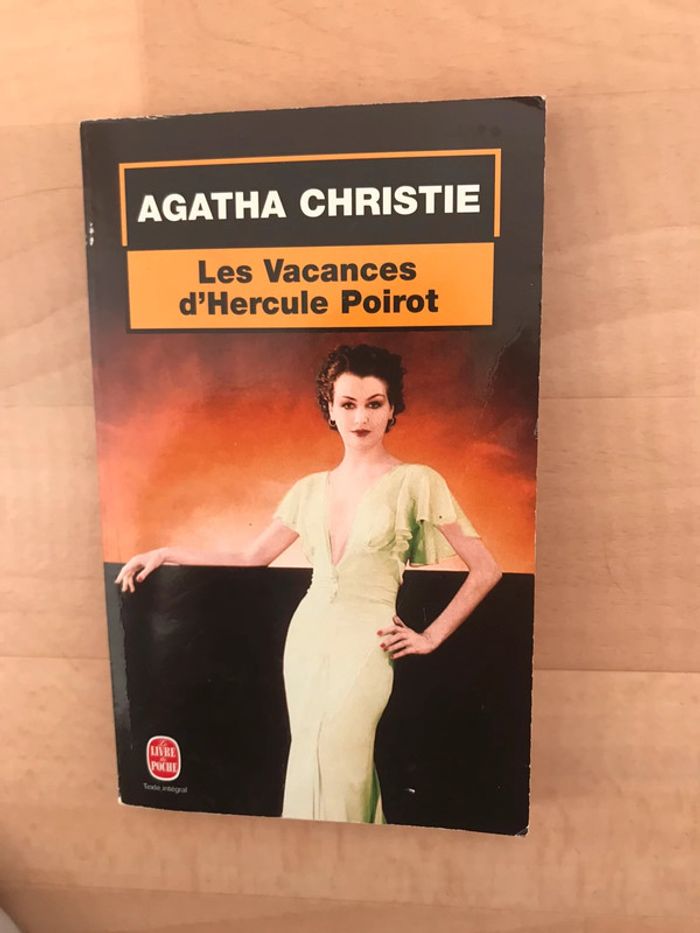 AGATHA CHRISTIE
Les Vacances
d'Hercule Poirot
Le
LIVRE
de
POCHE
Texte intégral